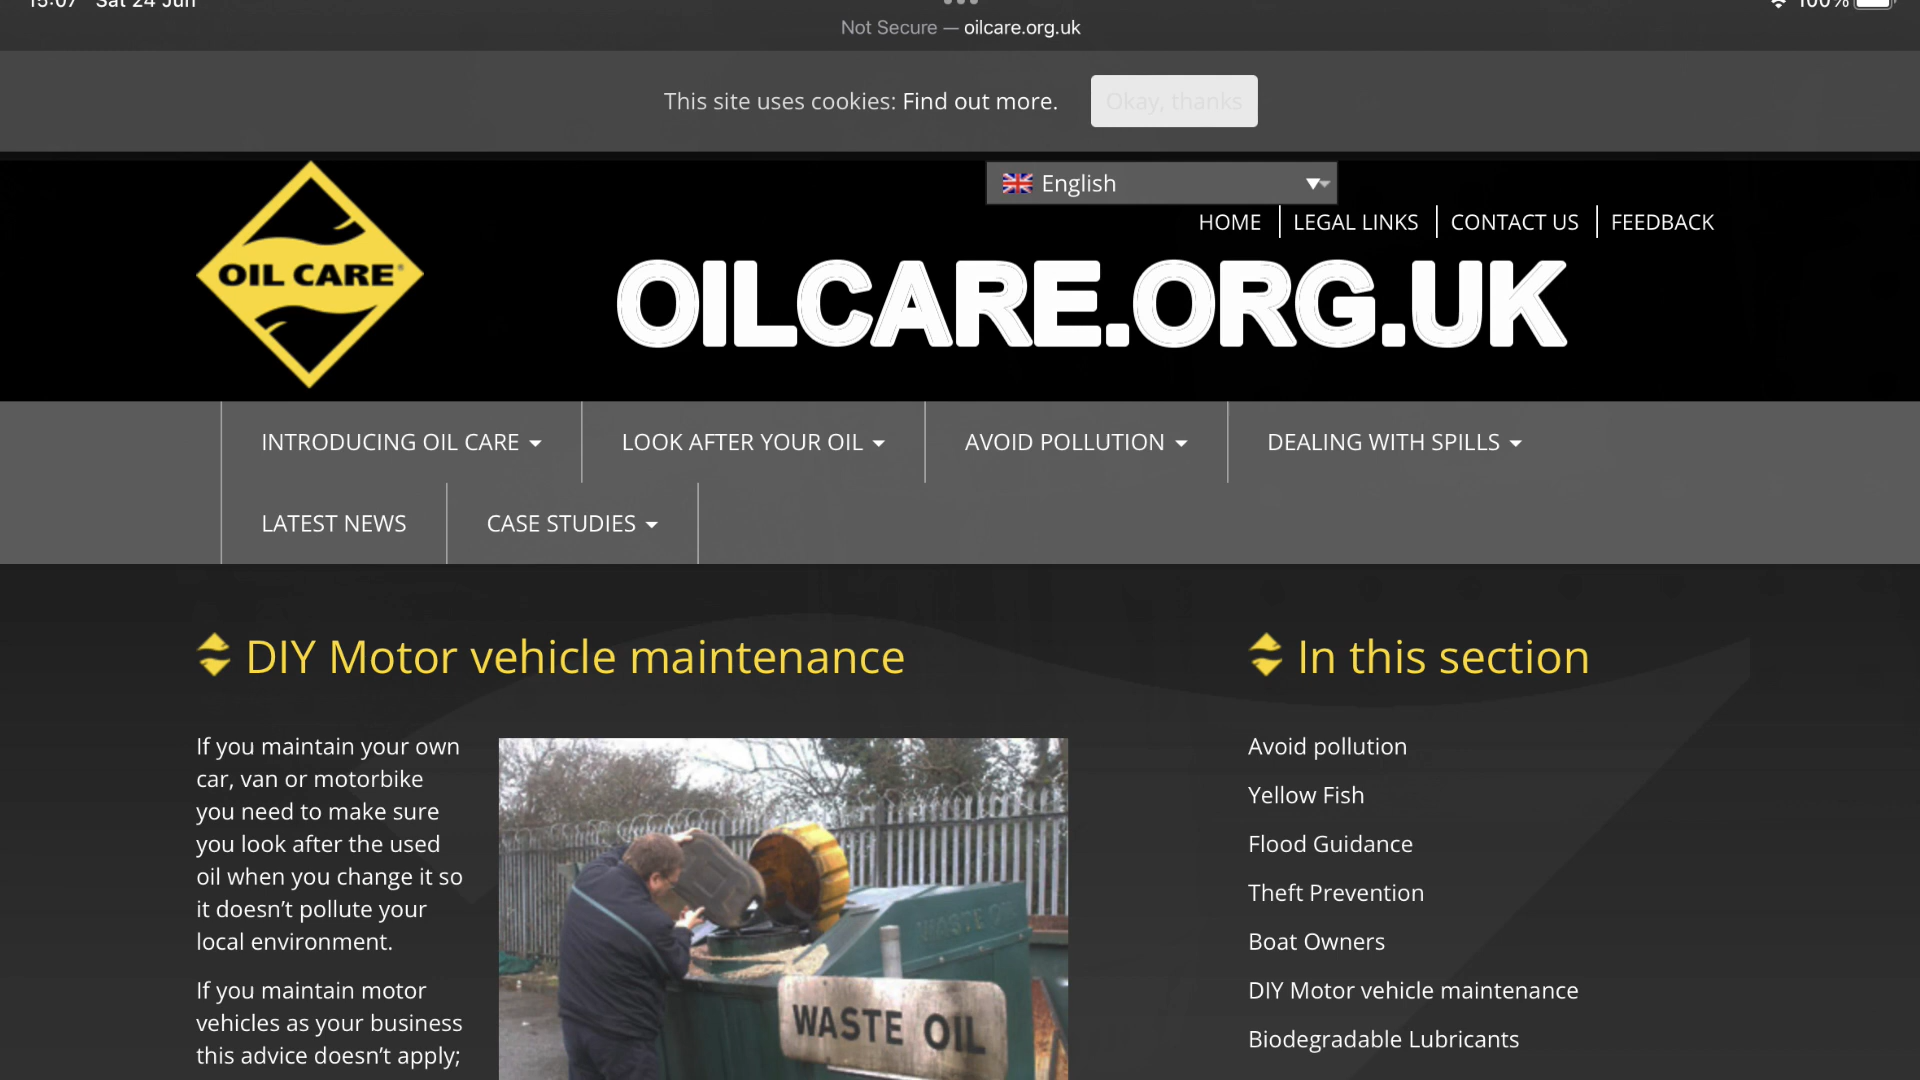 Not Secure — oilcare.org.uk
This site uses cookies: Find out more.
Okay, thanks
English
HOME
LEGAL LINKS
CONTACT US
FEEDBACK
OIL CARE®
OILCARE.ORG.UK
INTRODUCING OIL CARE
LOOK AFTER YOUR OIL
AVOID POLLUTION
DEALING WITH SPILLS
LATEST NEWS
CASE STUDIES
DIY Motor vehicle maintenance
If you maintain your own
car, van or motorbike
you need to make sure
you look after the used
oil when you change it so
it doesn’t pollute your
local environment.
If you maintain motor
vehicles as your business
this advice doesn’t apply;
WASTE OIL
WASTE OIL
In this section
Avoid pollution
Yellow Fish
Flood Guidance
Theft Prevention
Boat Owners
DIY Motor vehicle maintenance
Biodegradable Lubricants